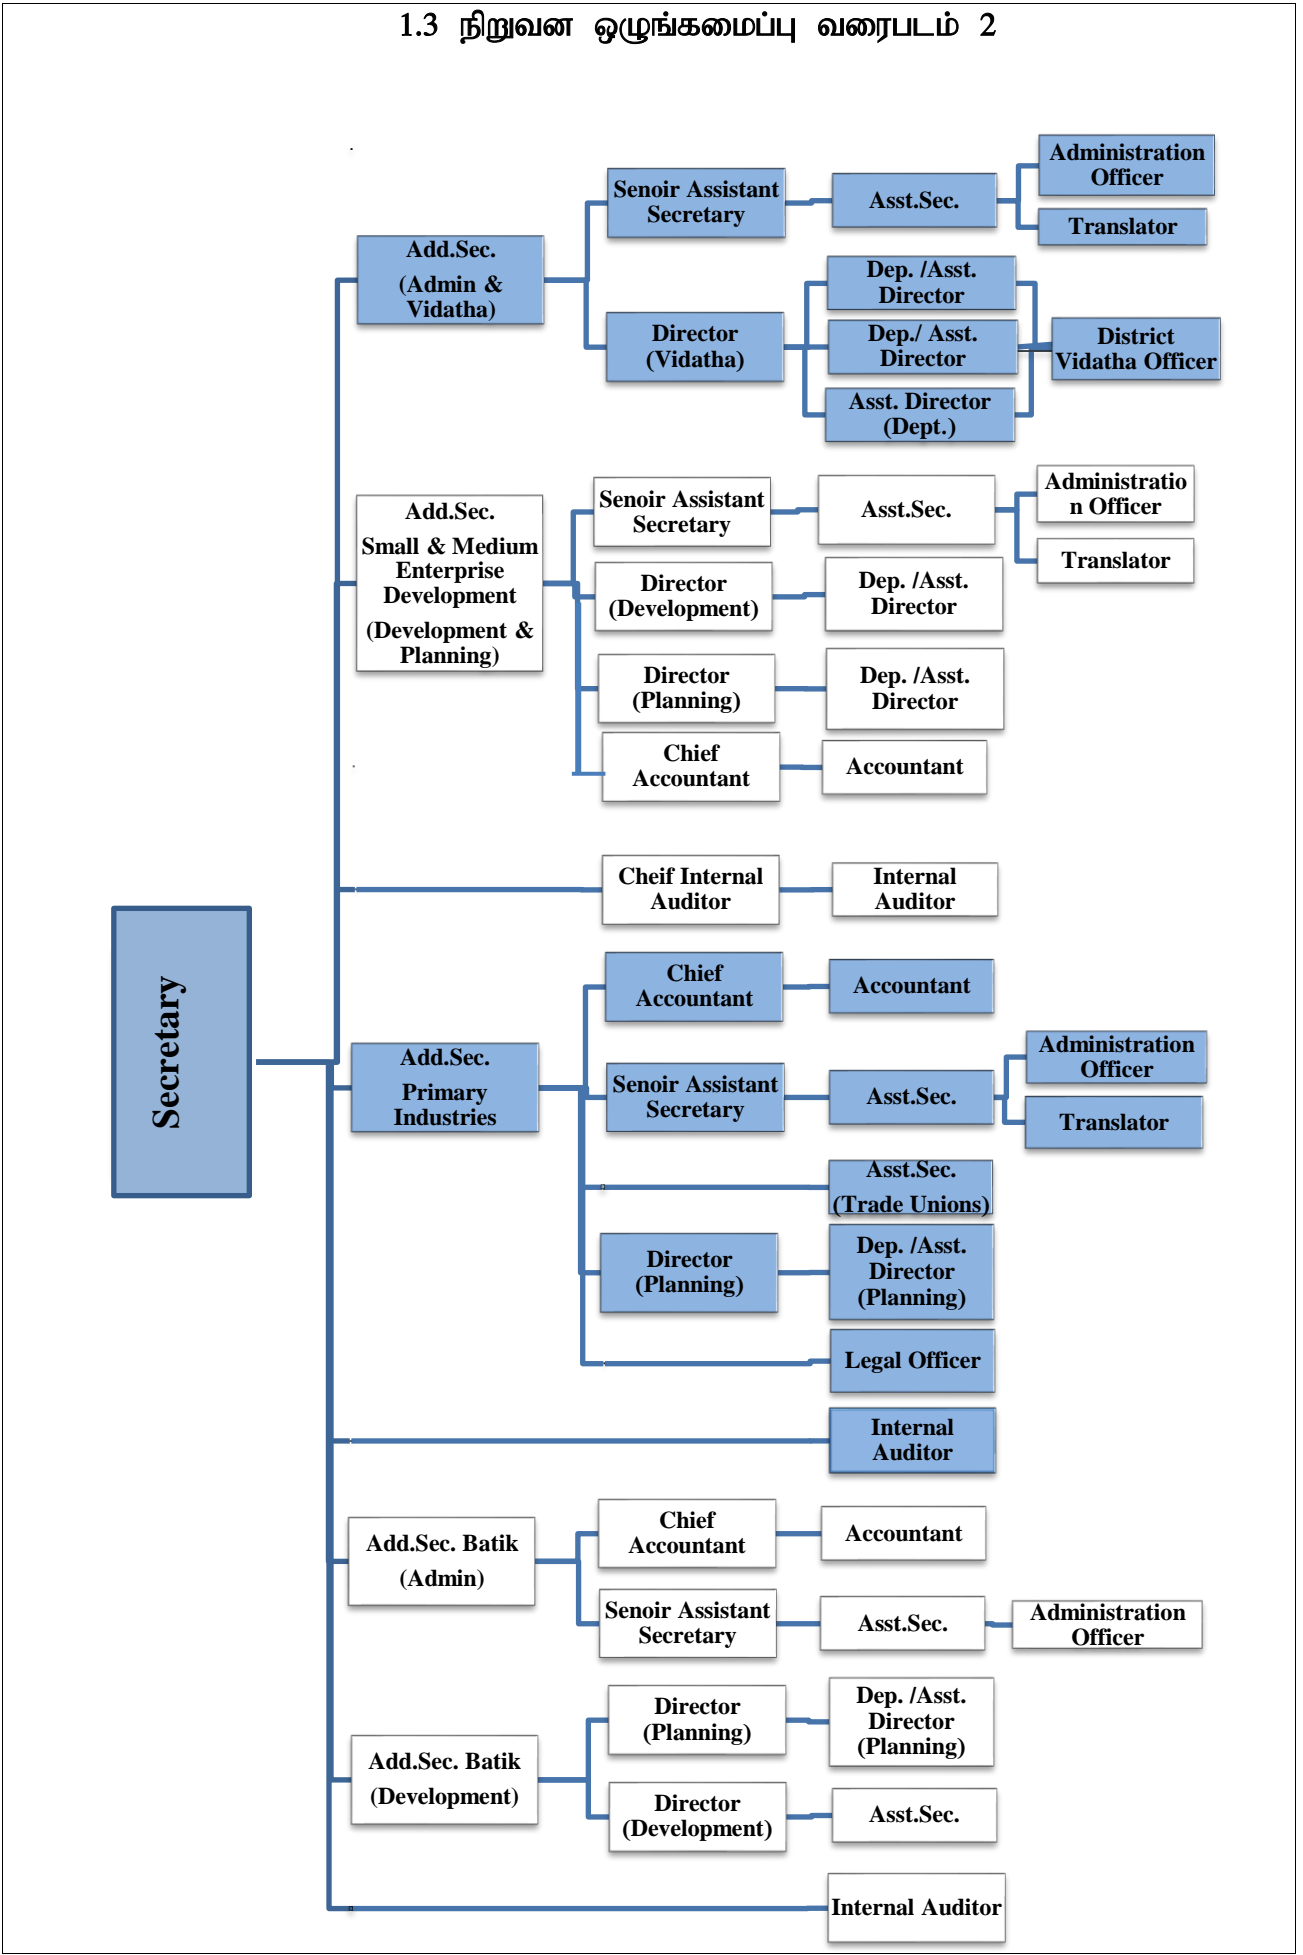 1.3 நிறுவன ஒழுங்கமைப்பு வரைபடம் 2
Secretary
Add.Sec.
(Admin &
Vidatha)
Senoir Assistant
Secretary
Asst.Sec.
Administration
Officer
Translator
Director
(Vidatha)
Dep. /Asst.
Director
Dep./ Asst.
Director
Asst. Director
(Dept.)
District
Vidatha Officer
Add.Sec.
Small & Medium
Enterprise
Development
(Development &
Planning)
Senoir Assistant
Secretary
Asst.Sec.
Administratio
n Officer
Translator
Director
(Development)
Dep. /Asst.
Director
Director
(Planning)
Dep. /Asst.
Director
Chief
Accountant
Accountant
Cheif Internal
Auditor
Internal
Auditor
Add.Sec.
Primary
Industries
Chief
Accountant
Accountant
Senoir Assistant
Secretary
Asst.Sec.
Administration
Officer
Translator
Asst.Sec.
(Trade Unions)
Director
(Planning)
Dep. /Asst.
Director
(Planning)
Legal Officer
Internal
Auditor
Add.Sec. Batik
(Admin)
Chief
Accountant
Accountant
Senoir Assistant
Secretary
Asst.Sec.
Administration
Officer
Add.Sec. Batik
(Development)
Director
(Planning)
Dep. /Asst.
Director
(Planning)
Director
(Development)
Asst.Sec.
Internal Auditor